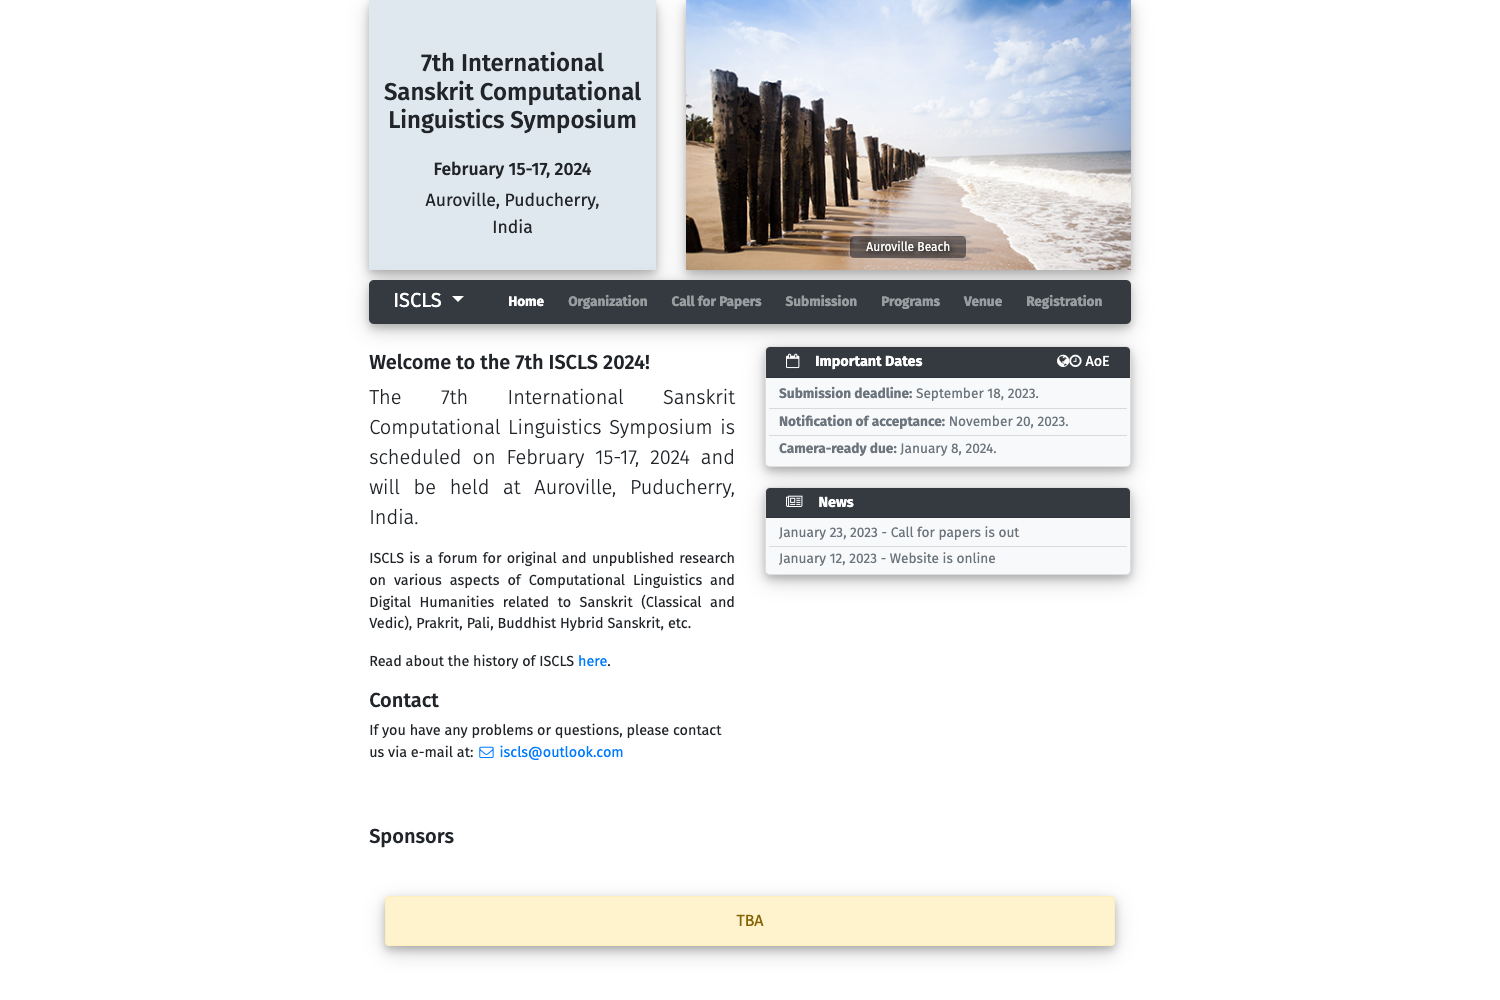 7th International
Sanskrit Computational
Linguistics Symposium
February 15-17, 2024
Auroville, Puducherry,
India
Auroville Beach
ISCLS
Home Organization Call for Papers Submission Programs Venue Registration
Welcome to the 7th ISCLS 2024!
The 7th International Sanskrit
Computational Linguistics Symposium is
scheduled on February 15-17, 2024 and
will be held at Auroville, Puducherry,
India.
ISCLS is a forum for original and unpublished research
on various aspects of Computational Linguistics and
Digital Humanities related to Sanskrit (Classical and
Vedic), Prakrit, Pali, Buddhist Hybrid Sanskrit, etc.
Read about the history of ISCLS here.
Contact
If you have any problems or questions, please contact
us via e-mail at: iscls@outlook.com
Important Dates AoE
Submission deadline: September 18, 2023.
Notification of acceptance: November 20, 2023.
Camera-ready due: January 8, 2024.
News
January 23, 2023 - Call for papers is out
January 12, 2023 - Website is online
Sponsors
TBA